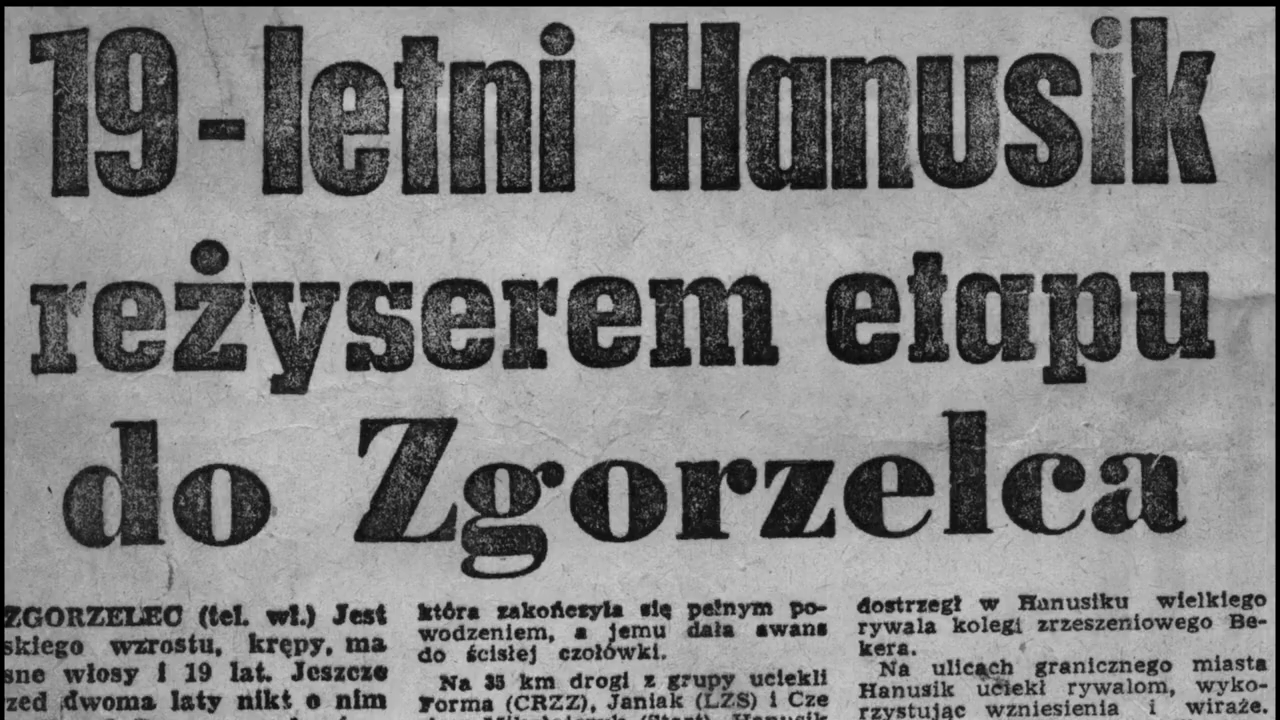 19-letni Hanusik
reżyserem etapu
do Zgorzelca
ZGORZELEC (tel. wł.) Jest
skiego wzrostu, krępy, ma
sne włosy i 19 lat. Jeszcze
zed dwoma laty nikt o nim
która zakończyła się pełnym po-
wodzeniem, a jemu dała awans
do ścisłej czołówki.
Na 35 km drogi z grupy uciekli
Forma (CRZZ), Janiak (LZS) i Cze
(Start), Hanusik
dostrzegł w Hanusiku wielkiego
rywala kolegi zrzeszeniowego Be-
kera.
Na ulicach granicznego miasta
Hanusik uciekł rywalom, wyko-
rzystując wzniesienia i wiraże.